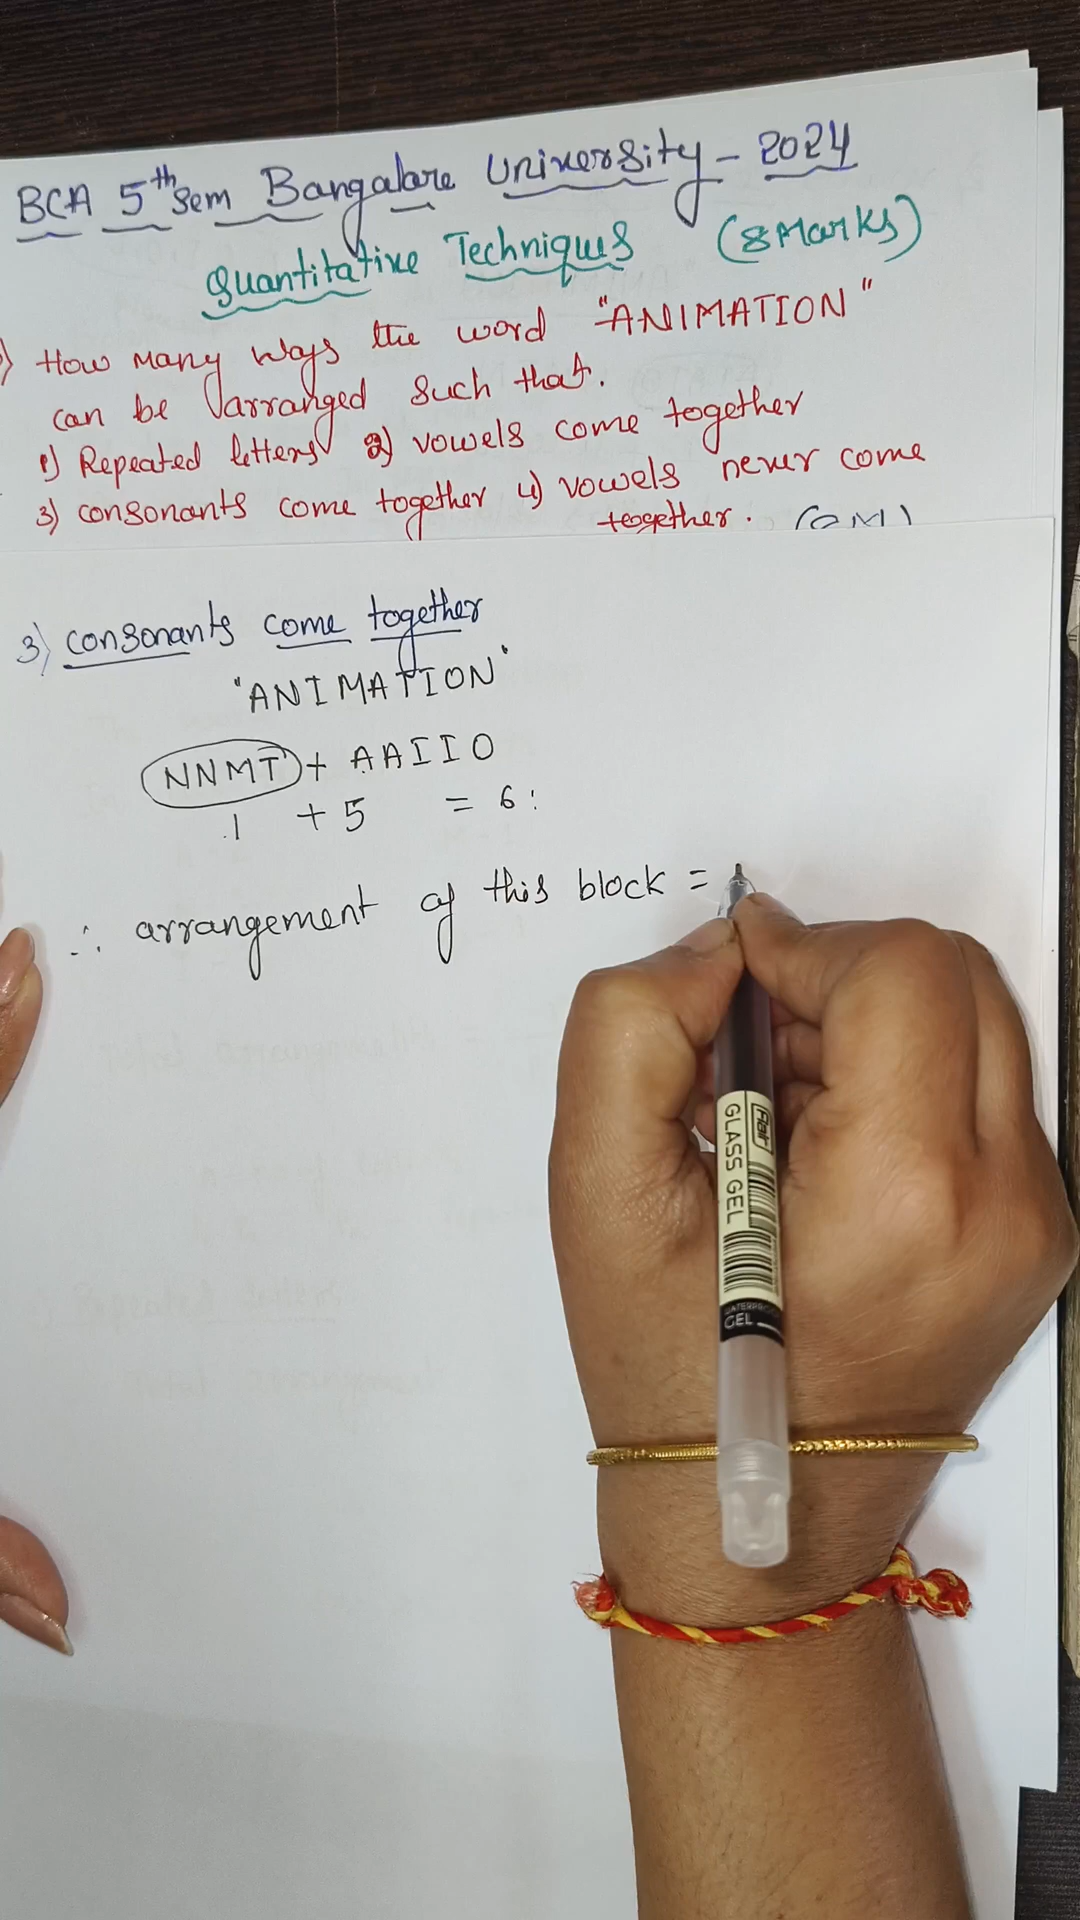 BCA 5th Sem Bangalore University - 2024
Quantitative Techniques (8 Marks)
How many ways the word "ANIMATION"
can be arranged such that.
1) Repeated letters 2) vowels come together
3) consonants come together 4) vowels never come
together.
3) consonants come together
"ANIMATION"
NNMT + AAIIO
1 + 5 = 6!
∴ arrangement of this block =
Flair
GLASS GEL
WATERPROOF
GEL